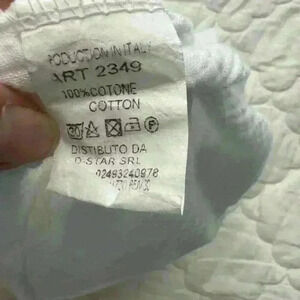 PRODUCTION IN ITALY
ART 2349
100% COTONE
COTTON
DISTIBUTO DA
D-STAR SRL
02493240978